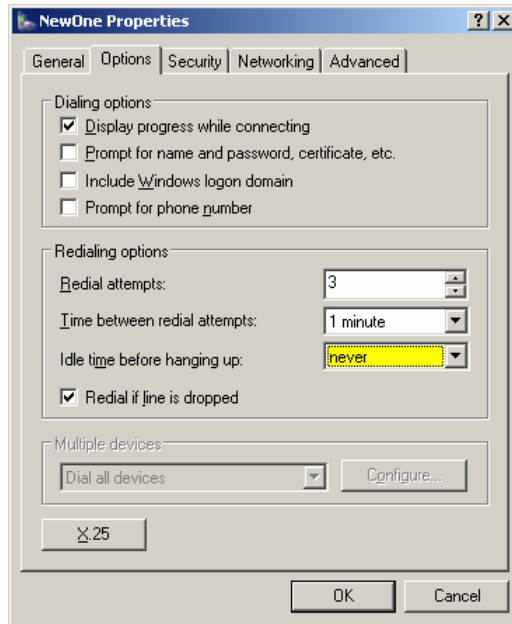 NewOne Properties
General Options Security Networking Advanced
Dialing options
Display progress while connecting
Prompt for name and password, certificate, etc.
Include Windows logon domain
Prompt for phone number
Redialing options
Redial attempts: 3
Time between redial attempts: 1 minute
Idle time before hanging up: never
Redial if line is dropped
Multiple devices
Dial all devices Configure...
X.25
OK Cancel